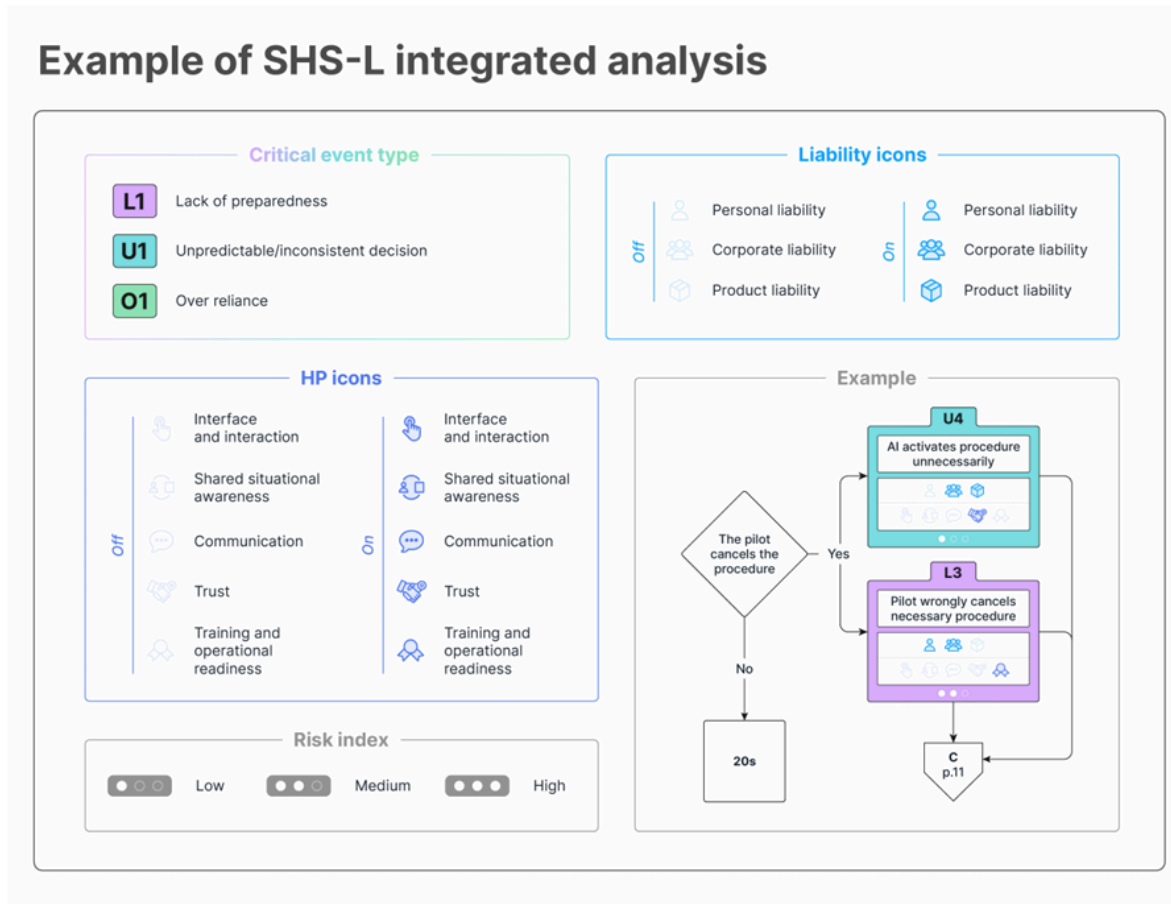 Example of SHS-L integrated analysis
Critical event type
L1
Lack of preparedness
U1
Unpredictable/inconsistent decision
O1
Over reliance
Liability icons
Off
Personal liability
Corporate liability
Product liability
On
Personal liability
Corporate liability
Product liability
HP icons
Off
Interface
and interaction
Shared situational
awareness
Communication
Trust
Training and
operational
readiness
On
Interface
and interaction
Shared situational
awareness
Communication
Trust
Training and
operational
readiness
Risk index
Low
Medium
High
Example
The pilot
cancels the
procedure
Yes
No
20s
U4
AI activates procedure
unnecessarily
L3
Pilot wrongly cancels
necessary procedure
C
p.11